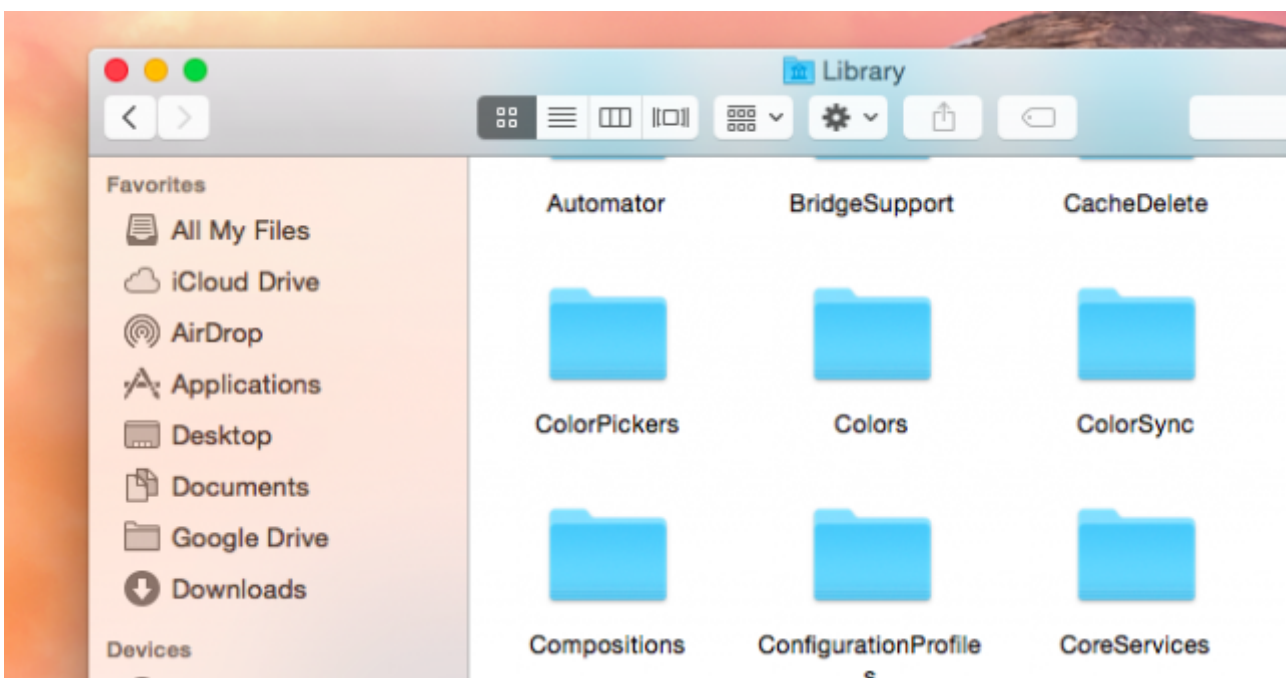 Library
Favorites
All My Files
iCloud Drive
AirDrop
Applications
Desktop
Documents
Google Drive
Downloads
Devices
Automator
BridgeSupport
CacheDelete
ColorPickers
Colors
ColorSync
Compositions
ConfigurationProfile
s
CoreServices